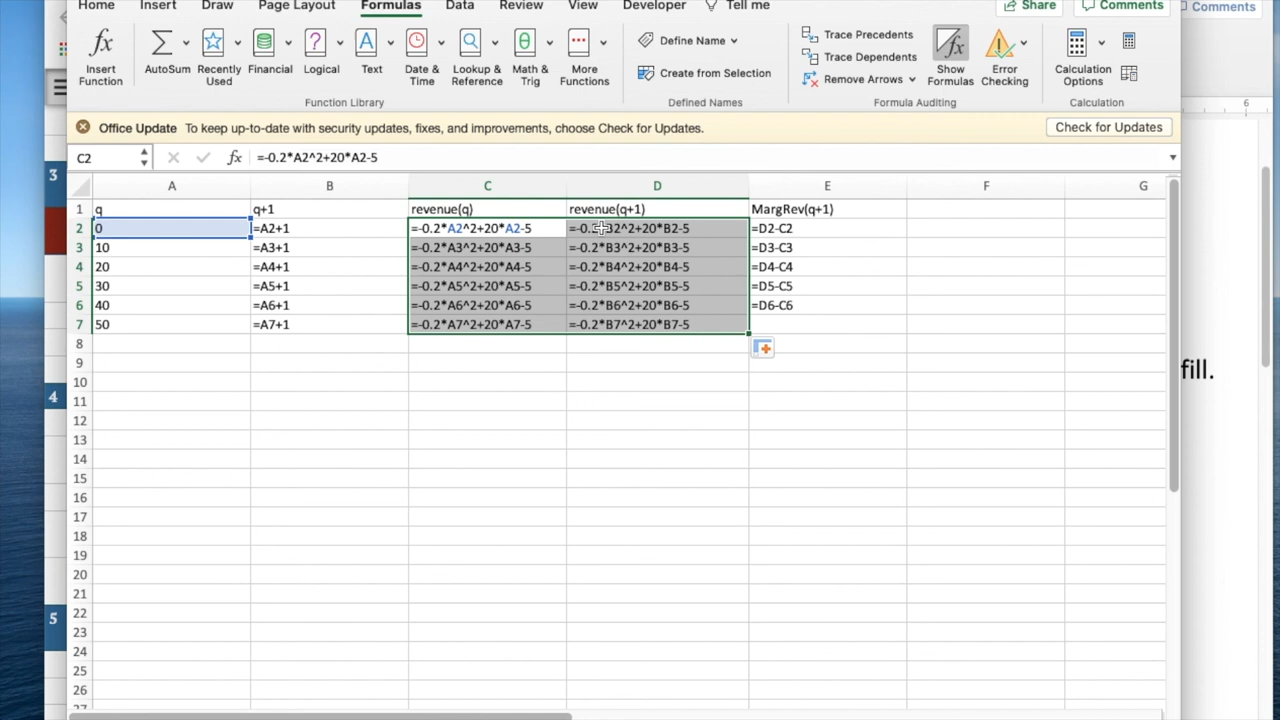 Home Insert Draw Page Layout Formulas Data Review View Developer Tell me Share Comments Comments
Insert Function AutoSum Recently Used Financial Logical Text Date & Time Lookup & Reference Math & Trig More Functions Define Name Create from Selection Trace Precedents Trace Dependents Remove Arrows Show Formulas Error Checking Calculation Options
Function Library Defined Names Formula Auditing Calculation 6
Office Update To keep up-to-date with security updates, fixes, and improvements, choose Check for Updates. Check for Updates
C2 fx =-0.2*A2^2+20*A2-5
A B C D E F G
1 q q+1 revenue(q) revenue(q+1) MargRev(q+1)
2 0 =A2+1 =-0.2*A2^2+20*A2-5 =-0.2*B2^2+20*B2-5 =D2-C2
3 10 =A3+1 =-0.2*A3^2+20*A3-5 =-0.2*B3^2+20*B3-5 =D3-C3
4 20 =A4+1 =-0.2*A4^2+20*A4-5 =-0.2*B4^2+20*B4-5 =D4-C4
5 30 =A5+1 =-0.2*A5^2+20*A5-5 =-0.2*B5^2+20*B5-5 =D5-C5
6 40 =A6+1 =-0.2*A6^2+20*A6-5 =-0.2*B6^2+20*B6-5 =D6-C6
7 50 =A7+1 =-0.2*A7^2+20*A7-5 =-0.2*B7^2+20*B7-5
8
9
10
11
12
13
14
15
16
17
18
19
20
21
22
23
24
25
26
27
3
4
5
fill.